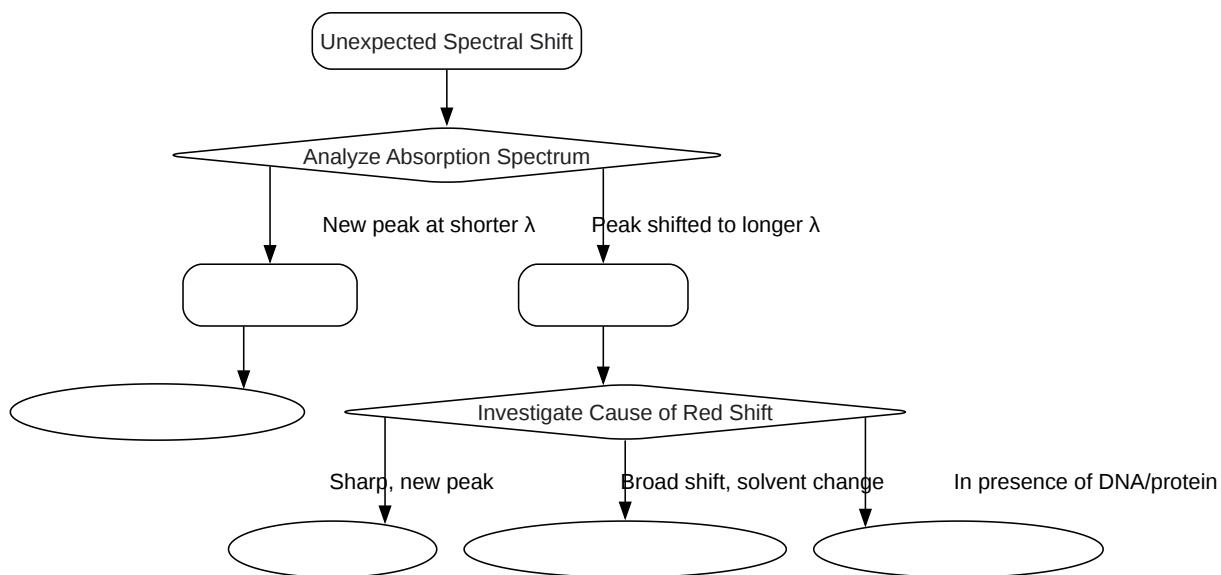 Unexpected Spectral Shift
Analyze Absorption Spectrum
New peak at shorter λ
Peak shifted to longer λ
Investigate Cause of Red Shift
Sharp, new peak
Broad shift, solvent change
In presence of DNA/protein